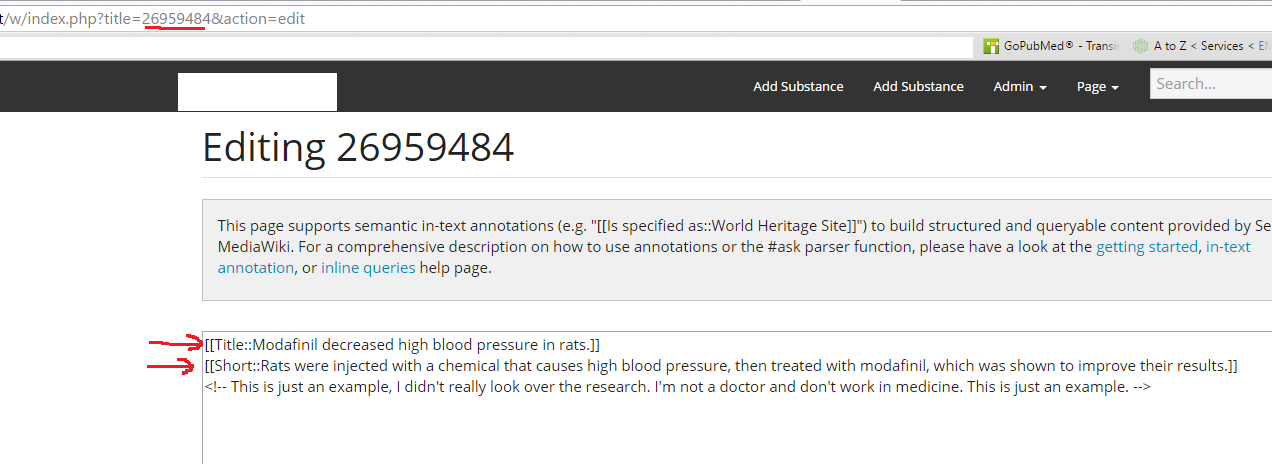 t/w/index.php?title=26959484&action=edit
GoPubMed® - Transin
A to Z < Services < EM
Add Substance Add Substance Admin Page Search...
Editing 26959484
This page supports semantic in-text annotations (e.g. "[[Is specified as::World Heritage Site]]") to build structured and queryable content provided by Se
MediaWiki. For a comprehensive description on how to use annotations or the #ask parser function, please have a look at the getting started, in-text
annotation, or inline queries help page.
[[Title::Modafinil decreased high blood pressure in rats.]]
[[Short::Rats were injected with a chemical that causes high blood pressure, then treated with modafinil, which was shown to improve their results.]]
<!-- This is just an example, I didn't really look over the research. I'm not a doctor and don't work in medicine. This is just an example. -->